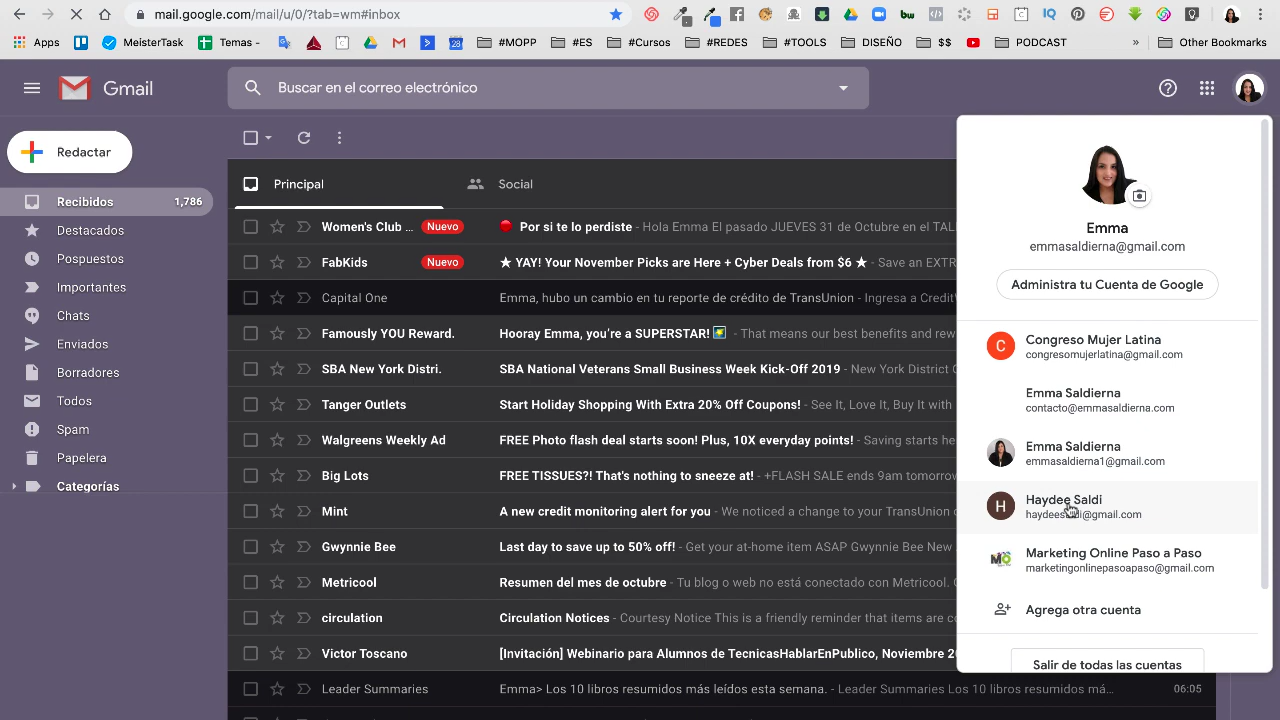 mail.google.com/mail/u/0/?tab=wm#inbox
Apps
MeisterTask
Temas -
#MOPP
#ES
#Cursos
#REDES
#TOOLS
DISEÑO
$$
PODCAST
»
Other Bookmarks
Gmail
Buscar en el correo electrónico
Redactar
Recibidos 1,786
Destacados
Pospuestos
Importantes
Chats
Enviados
Borradores
Todos
Spam
Papelera
Categorías
Principal
Social
Women's Club ... Nuevo Por si te lo perdiste - Hola Emma El pasado JUEVES 31 de Octubre en el TAL
FabKids Nuevo ★ YAY! Your November Picks are Here + Cyber Deals from $6 ★ - Save an EXTR
Capital One Emma, hubo un cambio en tu reporte de crédito de TransUnion - Ingresa a Credit
Famously YOU Reward. Hooray Emma, you're a SUPERSTAR! - That means our best benefits and rew
SBA New York Distri. SBA National Veterans Small Business Week Kick-Off 2019 - New York District
Tanger Outlets Start Holiday Shopping With Extra 20% Off Coupons! - See It, Love It, Buy It with
Walgreens Weekly Ad FREE Photo flash deal starts soon! Plus, 10X everyday points! - Saving starts he
Big Lots FREE TISSUES?! That's nothing to sneeze at! - +FLASH SALE ends 9am tomorrow
Mint A new credit monitoring alert for you - We noticed a change to your TransUnion
Gwynnie Bee Last day to save up to 50% off! - Get your at-home item ASAP Gwynnie Bee New
Metricool Resumen del mes de octubre - Tu blog o web no está conectado con Metricool.
circulation Circulation Notices - Courtesy Notice This is a friendly reminder that items are c
Victor Toscano [Invitación] Webinario para Alumnos de TecnicasHablarEnPublico, Noviembre 2
Leader Summaries Emma> Los 10 libros resumidos más leídos esta semana. - Leader Summaries Los 10 libros resumidos má... 06:05
Emma
emmasaldierna@gmail.com
Administra tu Cuenta de Google
C
Congreso Mujer Latina
congresomujerlatina@gmail.com
Emma Saldierna
contacto@emmasaldierna.com
Emma Saldierna
emmasaldierna1@gmail.com
H
Haydee Saldi
haydeesaldi@gmail.com
Marketing Online Paso a Paso
marketingonlinepasoapaso@gmail.com
Agrega otra cuenta
Salir de todas las cuentas